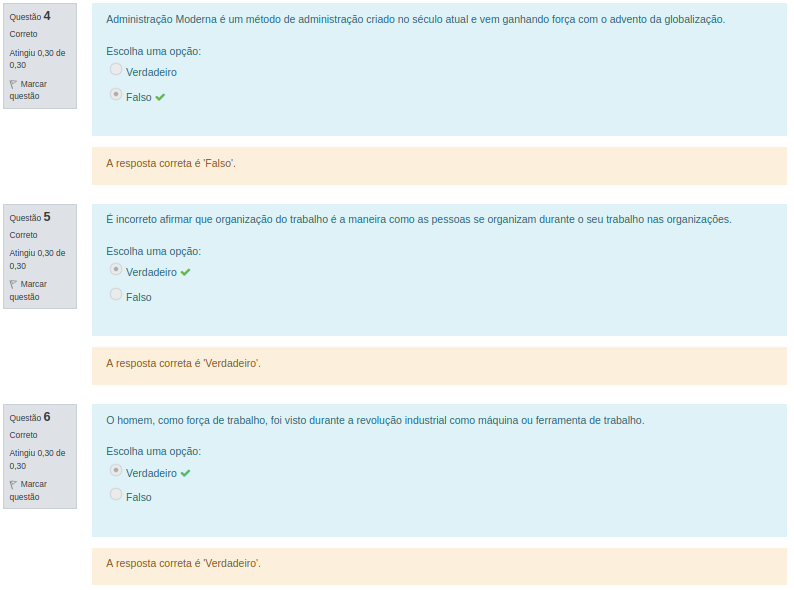 Questão 4
Correto
Atingiu 0,30 de
0,30
Marcar
questão
Administração Moderna é um método de administração criado no século atual e vem ganhando força com o advento da globalização.
Escolha uma opção:
Verdadeiro
Falso
A resposta correta é 'Falso'.
Questão 5
Correto
Atingiu 0,30 de
0,30
Marcar
questão
É incorreto afirmar que organização do trabalho é a maneira como as pessoas se organizam durante o seu trabalho nas organizações.
Escolha uma opção:
Verdadeiro
Falso
A resposta correta é 'Verdadeiro'.
Questão 6
Correto
Atingiu 0,30 de
0,30
Marcar
questão
O homem, como força de trabalho, foi visto durante a revolução industrial como máquina ou ferramenta de trabalho.
Escolha uma opção:
Verdadeiro
Falso
A resposta correta é 'Verdadeiro'.